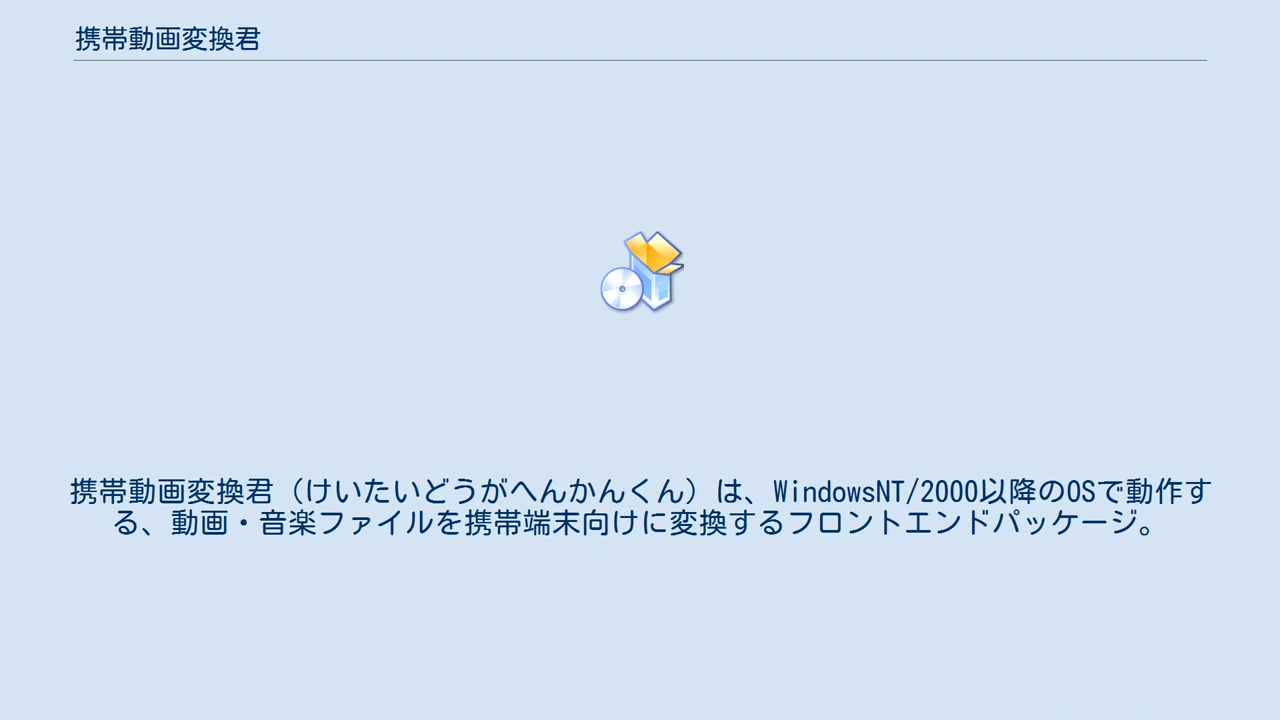 携帯動画変換君
携帯動画変換君（けいたいどうがへんかんくん）は、WindowsNT/2000以降のOSで動作す
る、動画・音楽ファイルを携帯端末向けに変換するフロントエンドパッケージ。